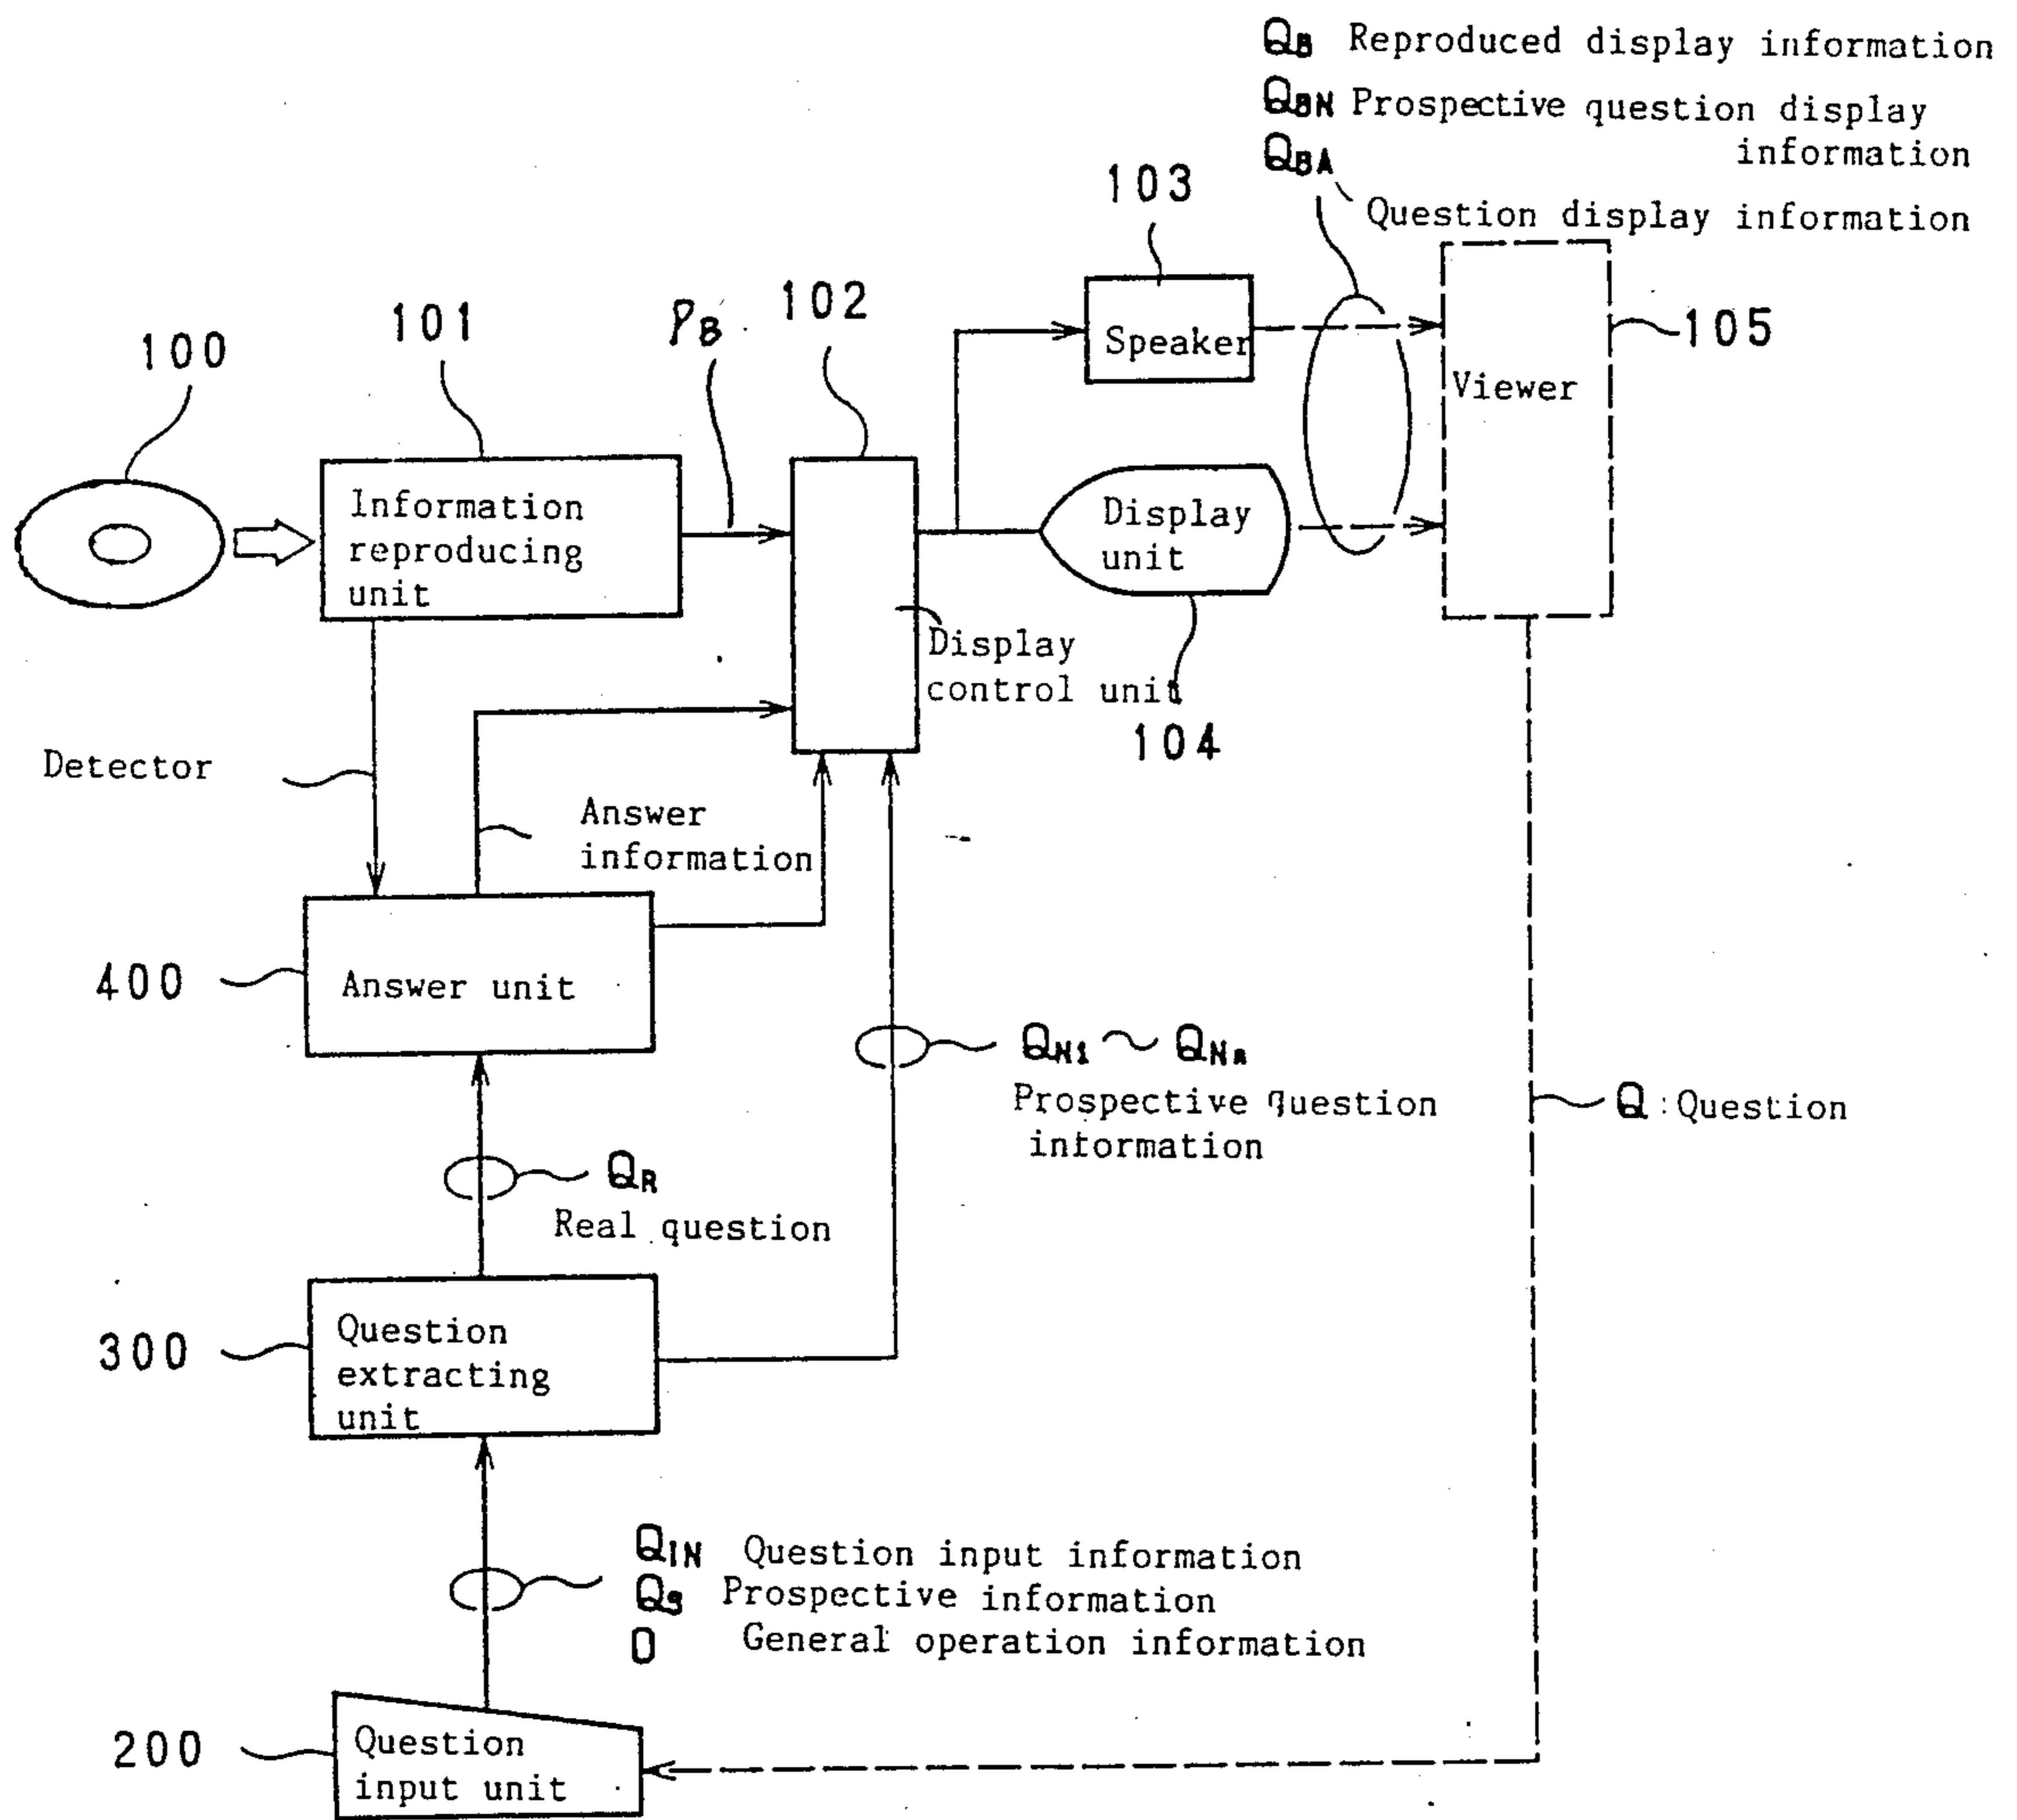 QB Reproduced display information
QBN Prospective question display
information
QBA Question display information
103
102
101
PB
100
105
Speaker
Viewer
Information
reproducing
unit
Display
unit
Display
control unit
104
Detector
Answer
information
400
Answer unit
QN1 ~ QNn
Prospective question
information
Q : Question
QR
Real question
300
Question
extracting
unit
QIN Question input information
QS Prospective information
O General operation information
200
Question
input unit